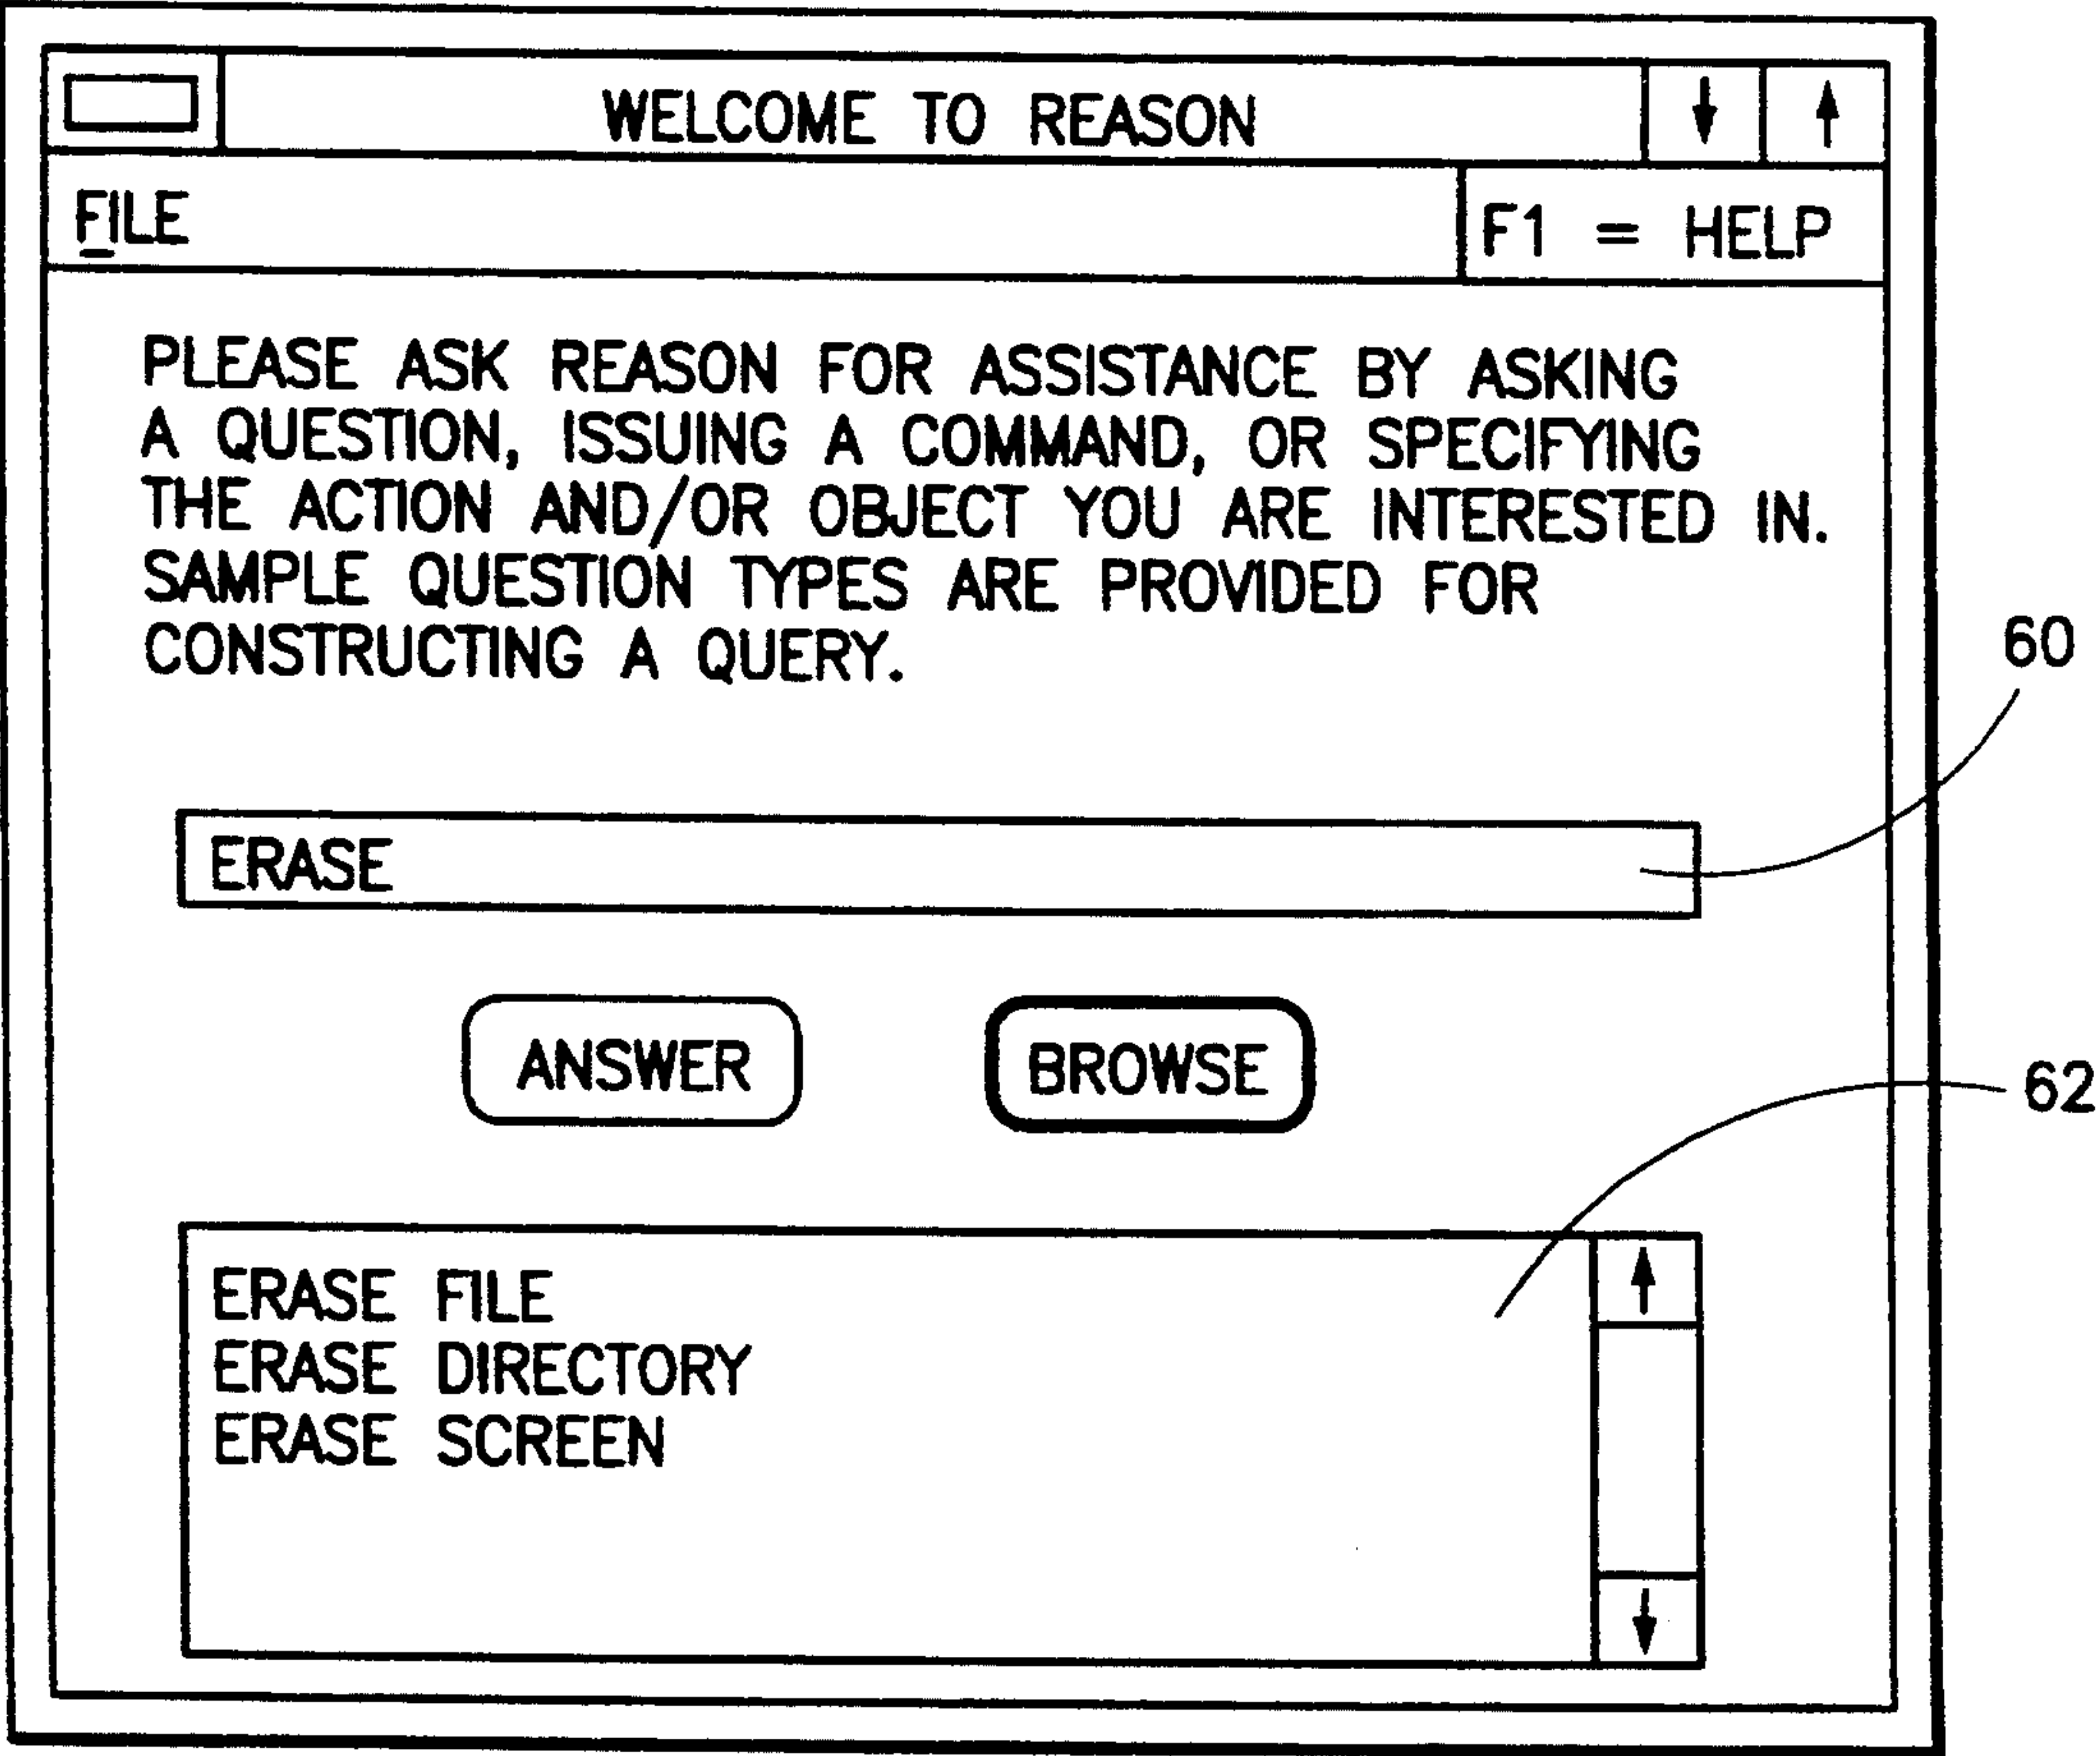 WELCOME TO REASON
FILE
F1 = HELP
PLEASE ASK REASON FOR ASSISTANCE BY ASKING
A QUESTION, ISSUING A COMMAND, OR SPECIFYING
THE ACTION AND/OR OBJECT YOU ARE INTERESTED IN.
SAMPLE QUESTION TYPES ARE PROVIDED FOR
CONSTRUCTING A QUERY.
60
ERASE
ANSWER
BROWSE
62
ERASE FILE
ERASE DIRECTORY
ERASE SCREEN